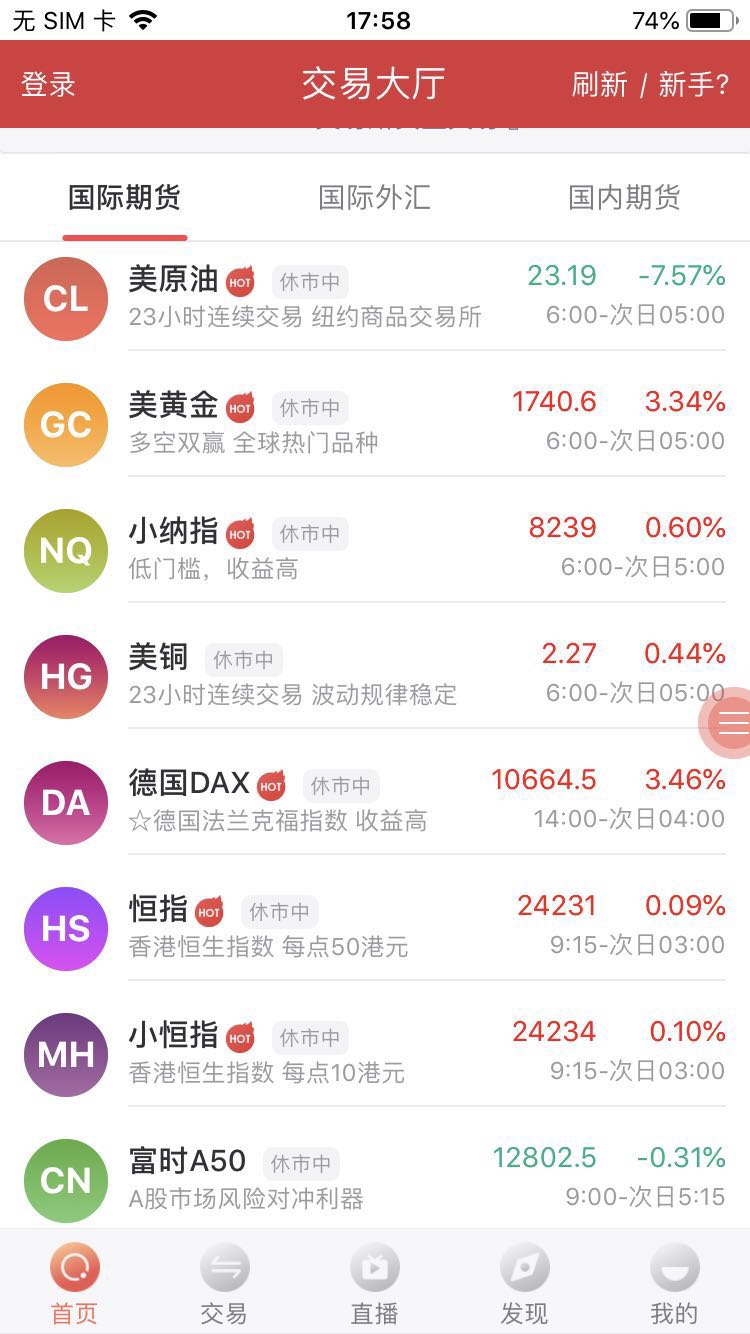 无 SIM 卡 17:58 74%
登录 交易大厅 刷新 / 新手?
国际期货 国际外汇 国内期货
CL 美原油 HOT 休市中 23.19 -7.57%
23小时连续交易 纽约商品交易所 6:00-次日05:00
GC 美黄金 HOT 休市中 1740.6 3.34%
多空双赢 全球热门品种 6:00-次日05:00
NQ 小纳指 HOT 休市中 8239 0.60%
低门槛，收益高 6:00-次日5:00
HG 美铜 休市中 2.27 0.44%
23小时连续交易 波动规律稳定 6:00-次日05:00
DA 德国DAX HOT 休市中 10664.5 3.46%
☆德国法兰克福指数 收益高 14:00-次日04:00
HS 恒指 HOT 休市中 24231 0.09%
香港恒生指数 每点50港元 9:15-次日03:00
MH 小恒指 HOT 休市中 24234 0.10%
香港恒生指数 每点10港元 9:15-次日03:00
CN 富时A50 休市中 12802.5 -0.31%
A股市场风险对冲利器 9:00-次日5:15
首页 交易 直播 发现 我的